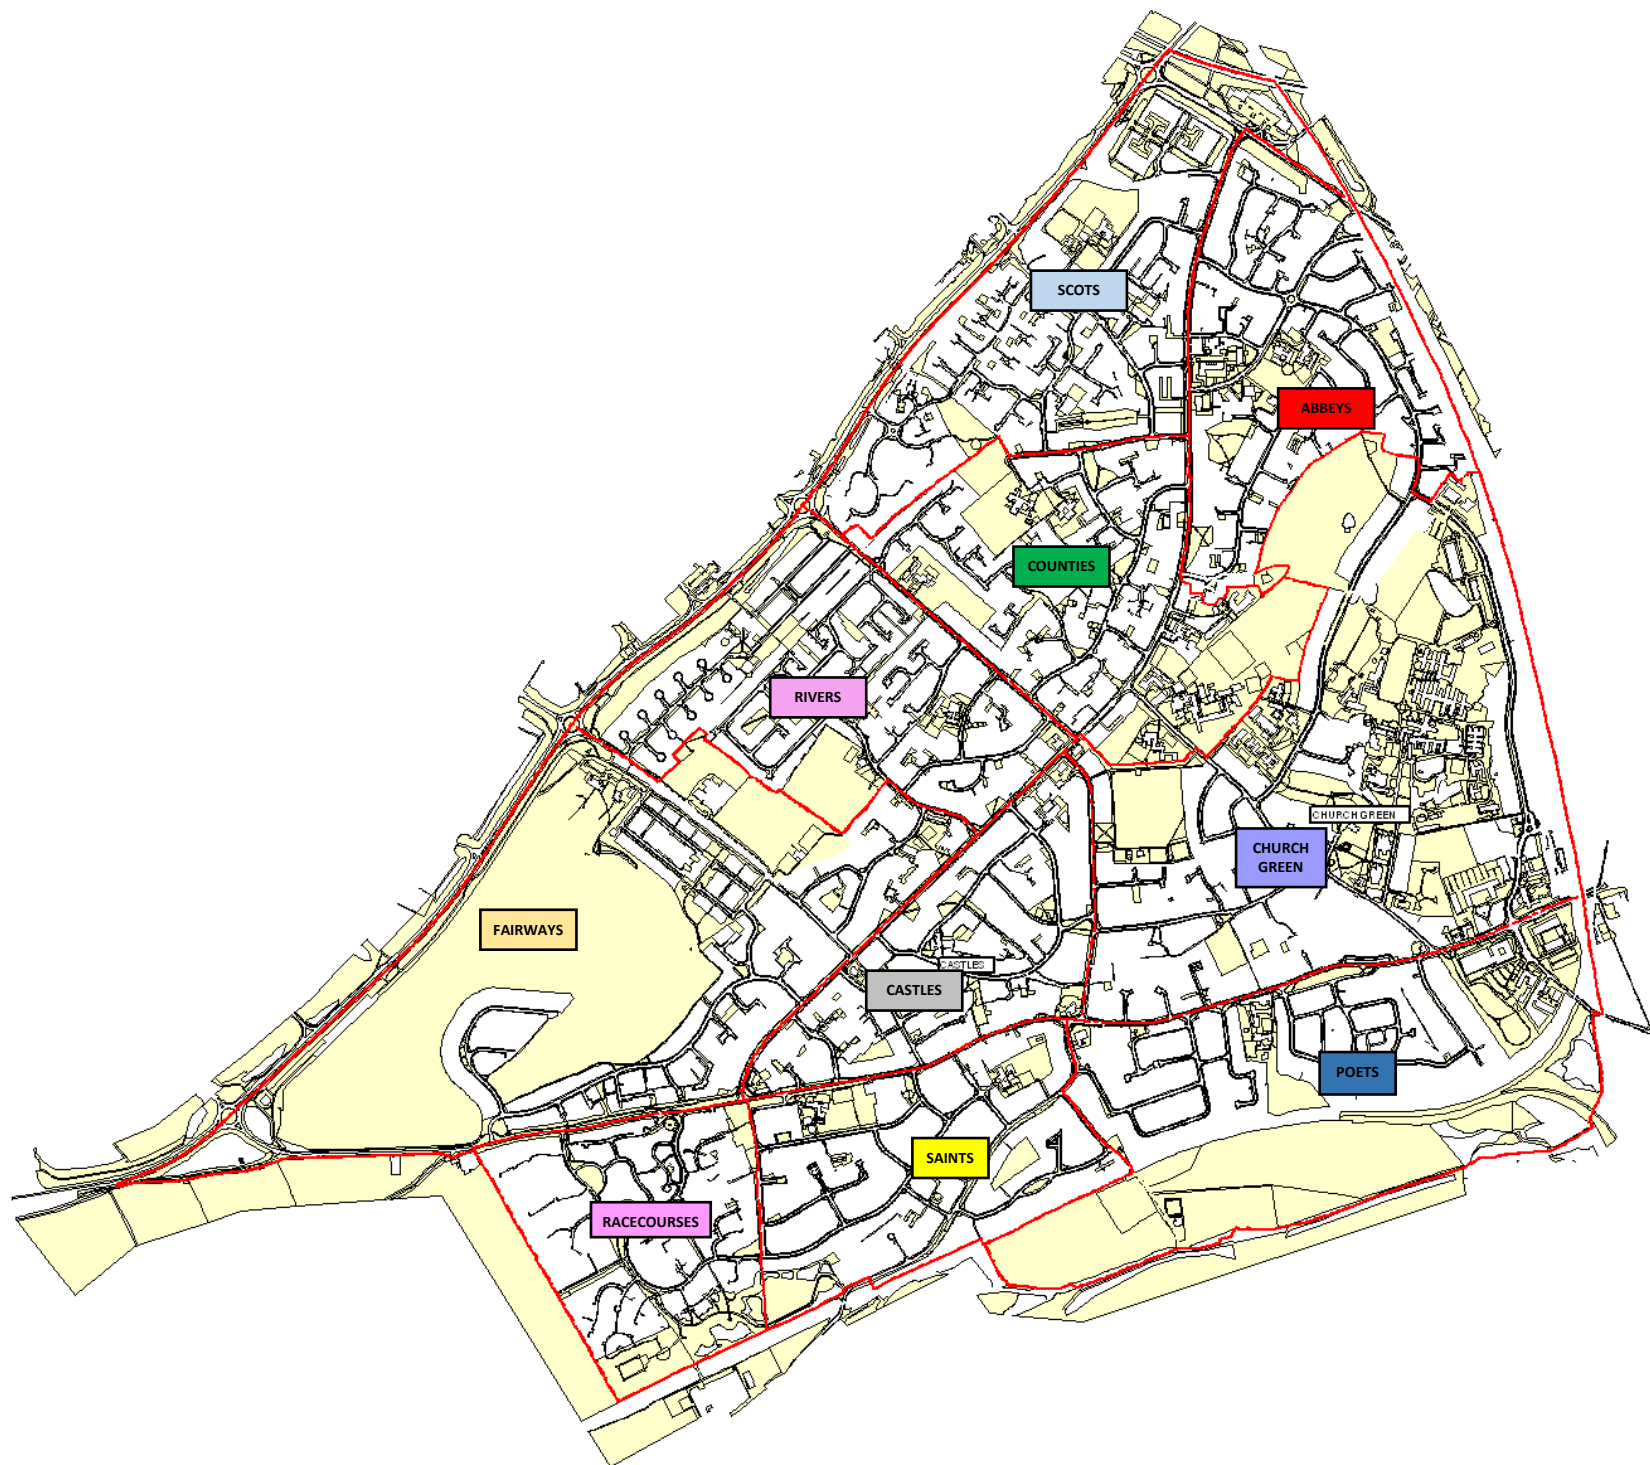 SCOTS
ABBEYS
COUNTIES
RIVERS
CHURCH GREEN
CHURCH
GREEN
FAIRWAYS
CASTLES
CASTLES
POETS
SAINTS
RACECOURSES